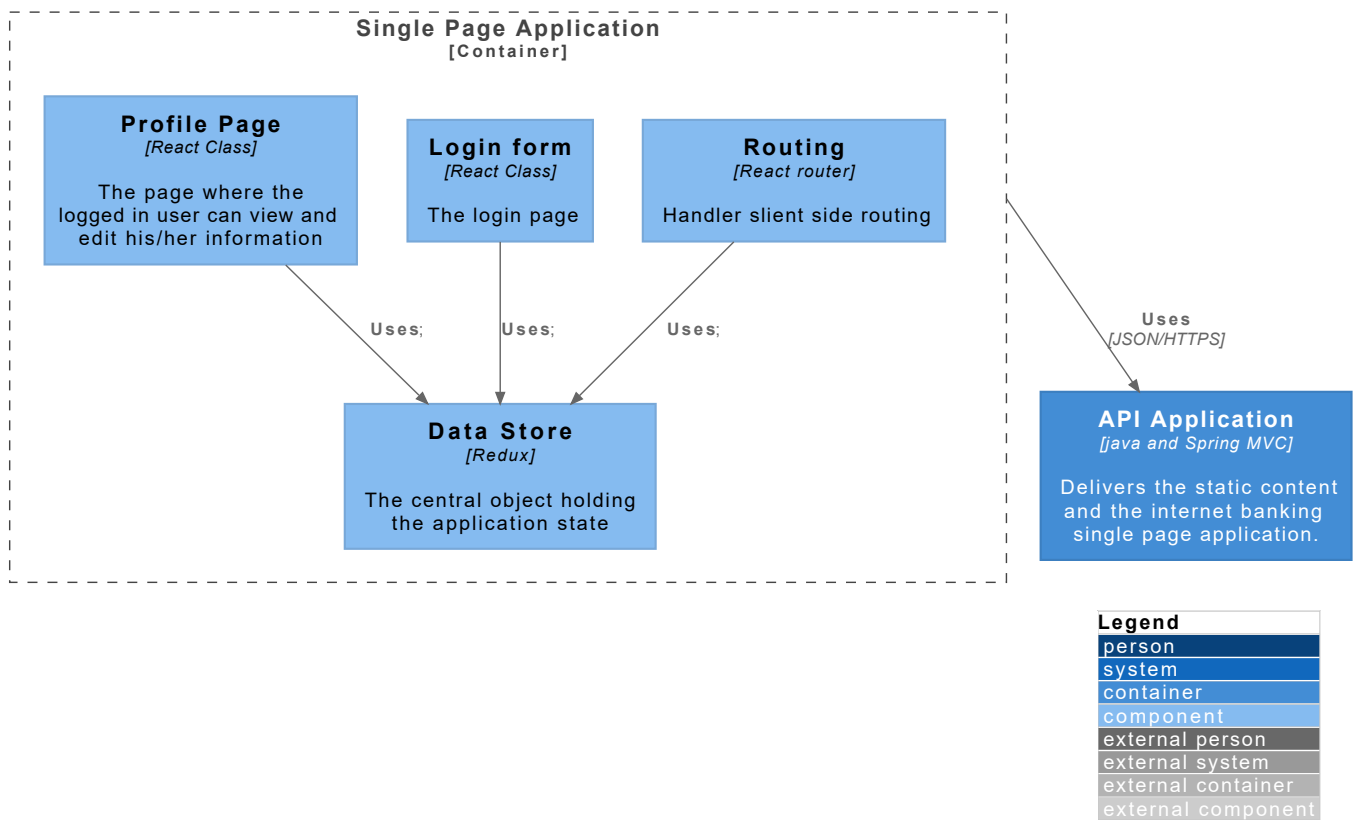 Single Page Application
[Container]
Profile Page
[React Class]
The page where the
logged in user can view and
edit his/her information
Login form
[React Class]
The login page
Routing
[React router]
Handler slient side routing
Uses;
Uses;
Uses;
Uses
[JSON/HTTPS]
Data Store
[Redux]
The central object holding
the application state
API Application
[java and Spring MVC]
Delivers the static content
and the internet banking
single page application.
Legend
person
system
container
component
external person
external system
external container
external component